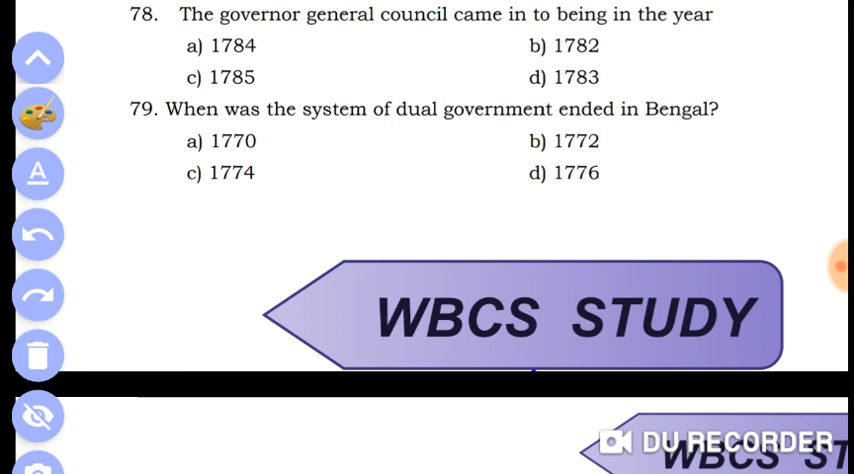 78. The governor general council came in to being in the year
a) 1784 b) 1782
c) 1785 d) 1783
79. When was the system of dual government ended in Bengal?
a) 1770 b) 1772
c) 1774 d) 1776
A
WBCS STUDY
DU RECORDER
WBCS ST